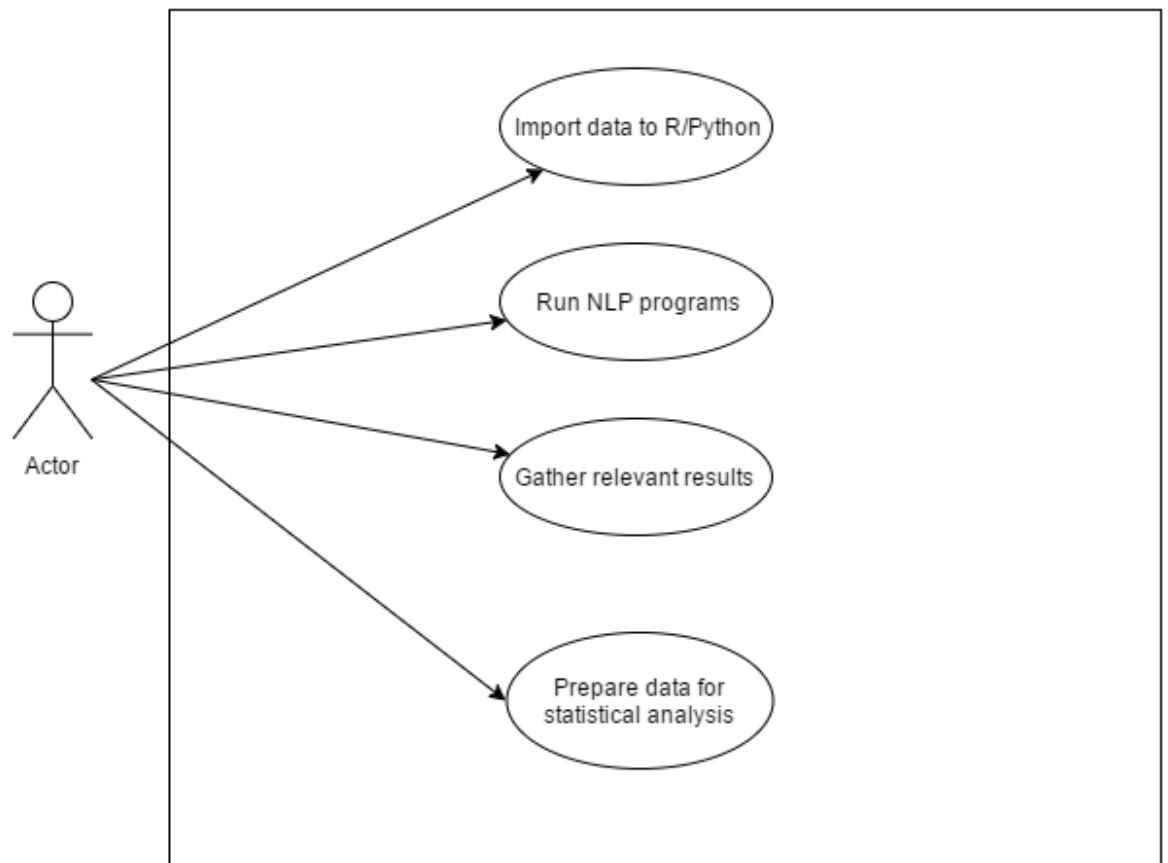 Import data to R/Python
Run NLP programs
Actor
Gather relevant results
Prepare data for
statistical analysis